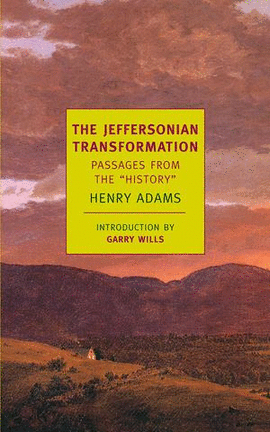 THE JEFFERSONIAN
TRANSFORMATION
PASSAGES FROM
THE “HISTORY”
HENRY ADAMS
INTRODUCTION BY
GARRY WILLS